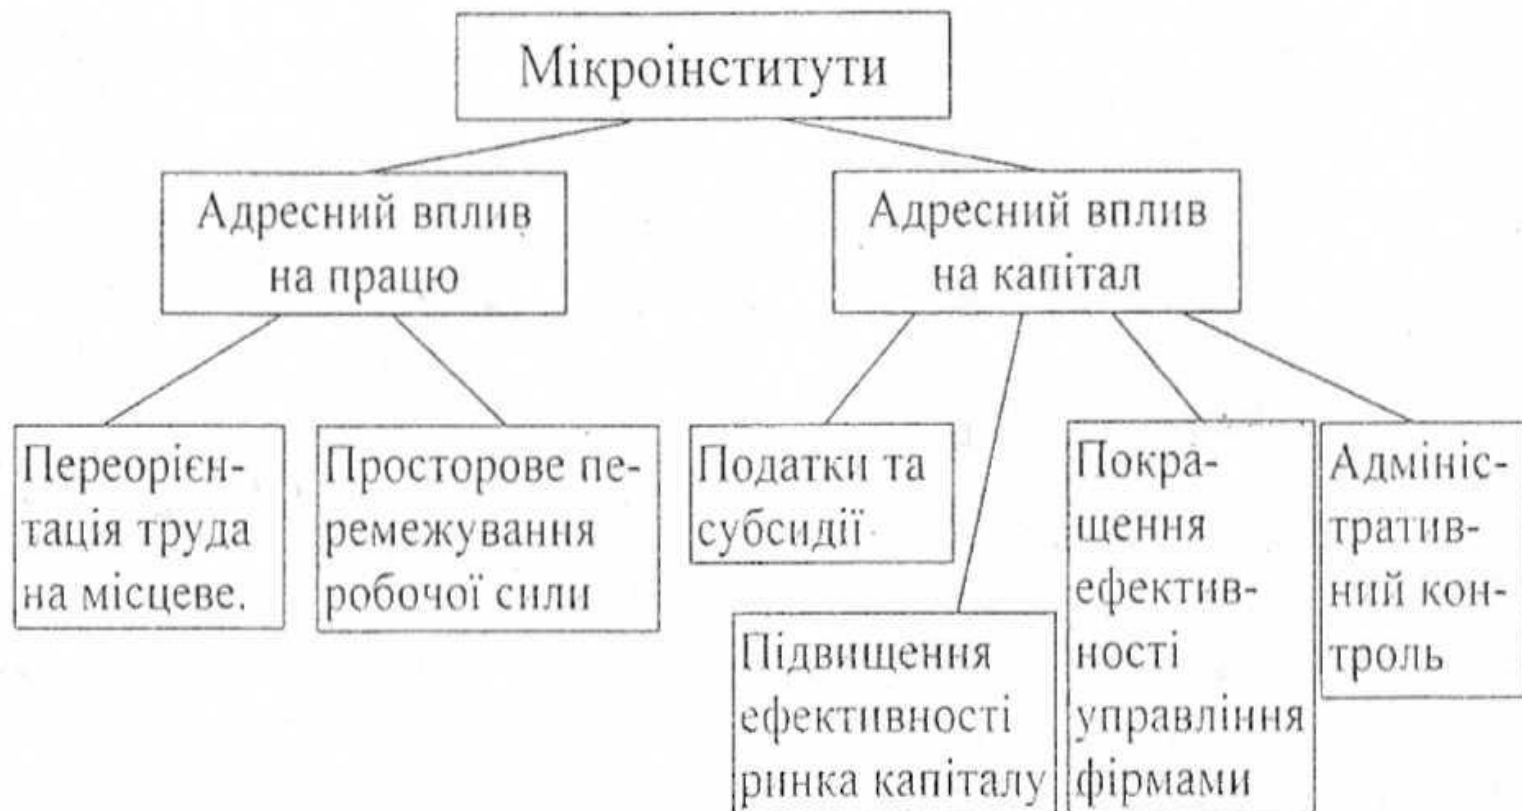 Мікроінститути
Адресний вплив
на працю
Адресний вплив
на капітал
Переорієн-
тація труда
на місцеве.
Просторове пе-
ремежування
робочої сили
Податки та
субсидії
Підвищення
ефективності
ринка капіталу
Покра-
щення
ефектив-
ності
управління
фірмами
Адмініс-
тратив-
ний кон-
троль